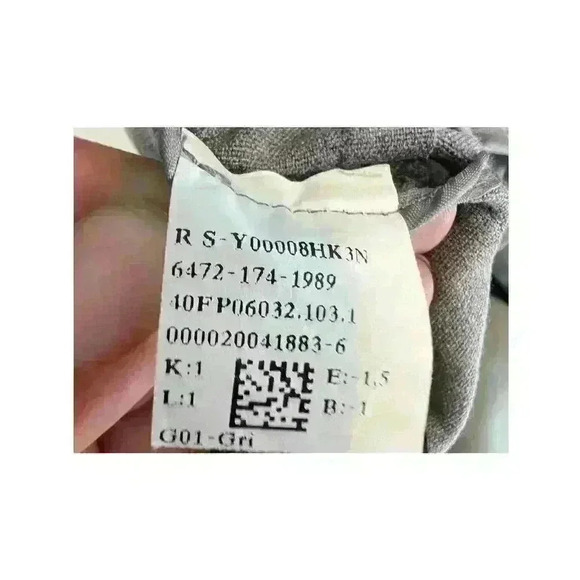 R S-Y00008HK3N
6472-174-1989
40FP06032.103.1
000020041883-6
K:1 E:-1,5
L:1 B:-1
G01-Gri